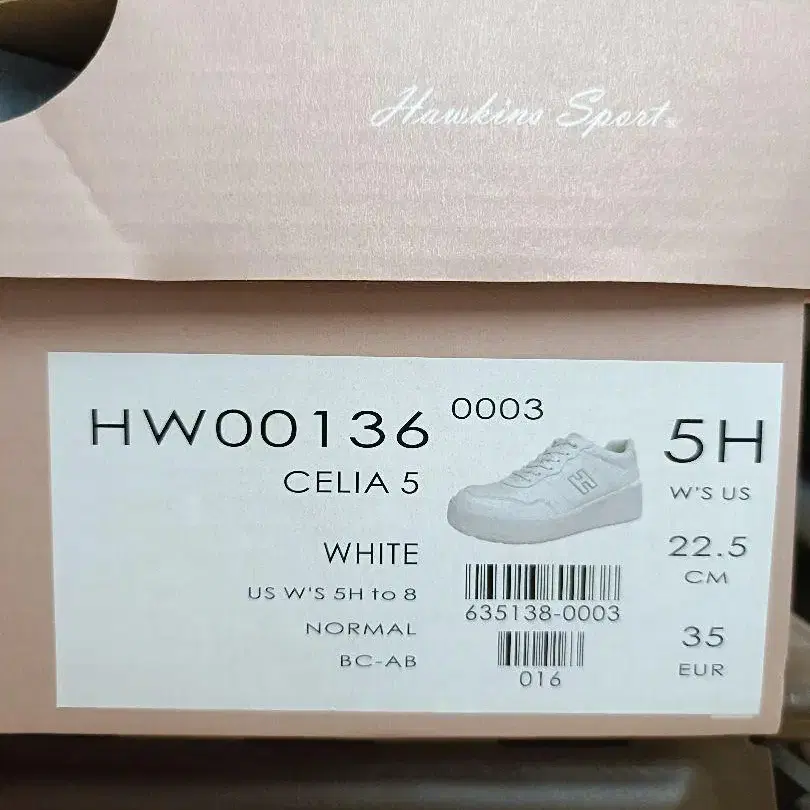 Hawkins Sport®
HW00136 0003
CELIA 5
WHITE
US W'S 5H to 8
NORMAL
BC-AB
H
635138-0003
016
5H
W'S US
22.5
CM
35
EUR